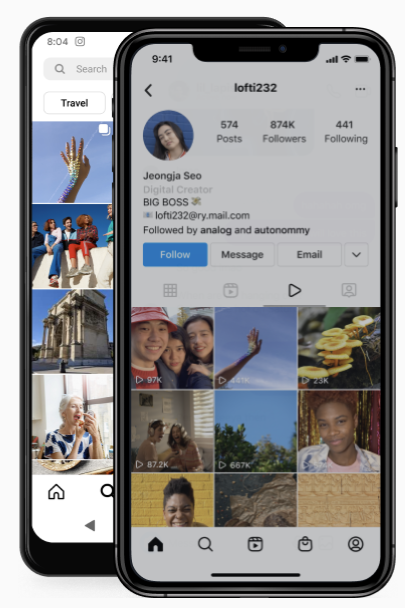 8:04
Search
Travel
9:41
lofti232
574
874K
441
Posts
Followers
Following
Jeongja Seo
Digital Creator
BIG BOSS
lofti232@ry.mail.com
Followed by analog and autonommy
Follow
Message
Email
97K
23K
87.2K
667K